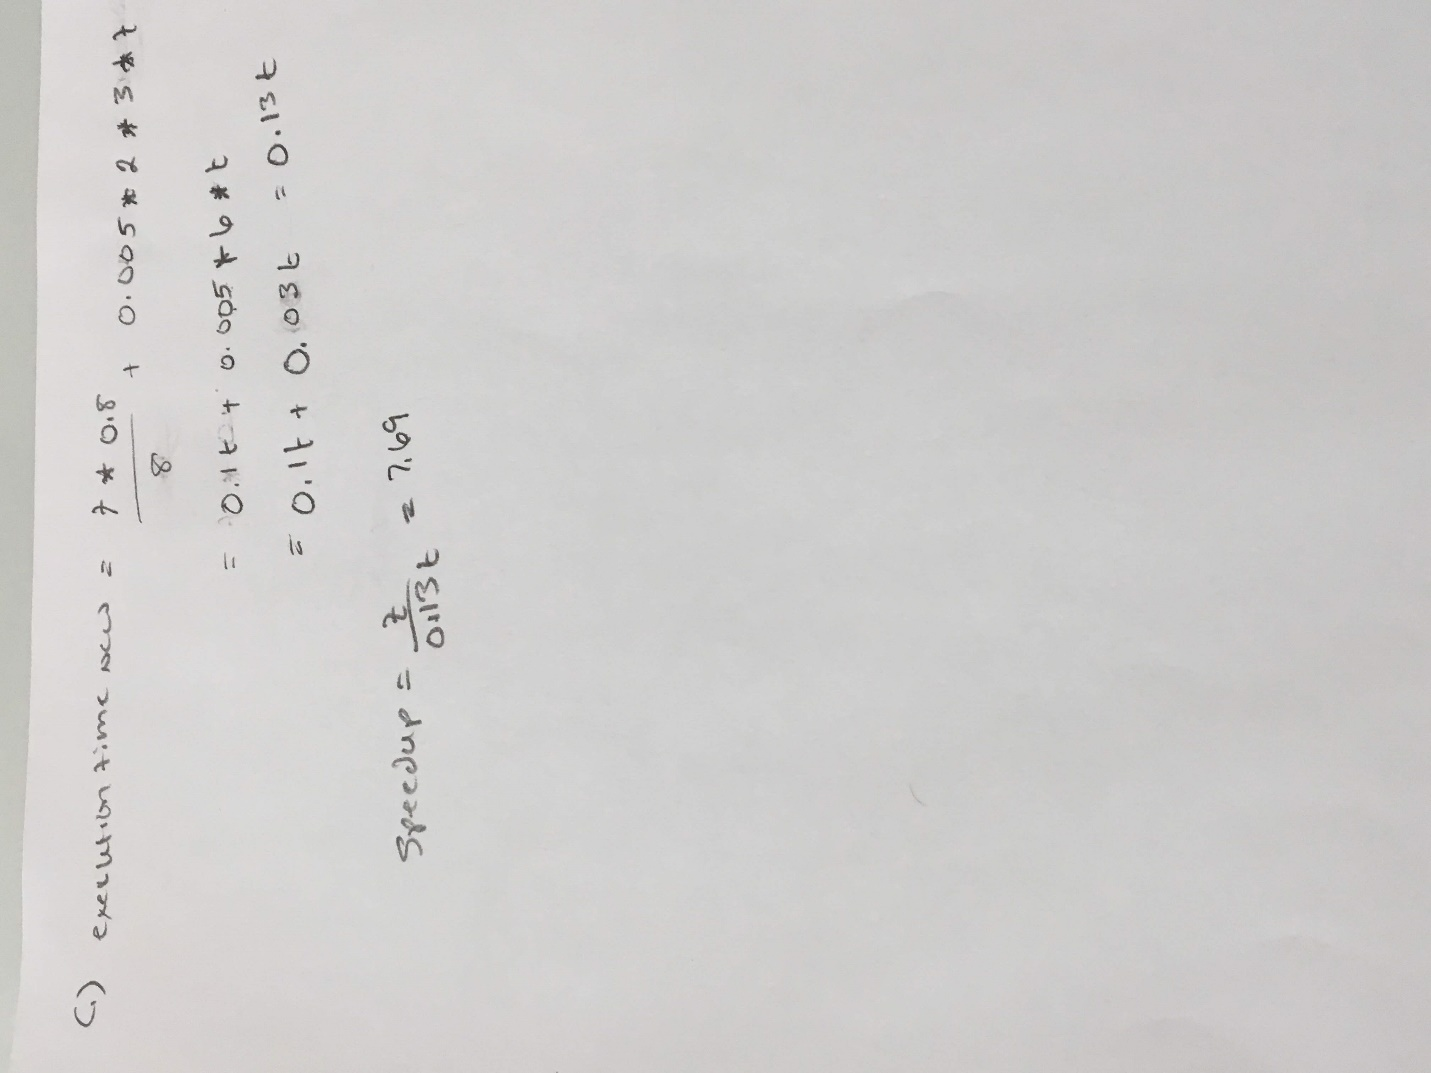 C.) execution time new = t * 0.8 / 8 + 0.005 * 2 * 3 * t
= 0.1t + 0.005 * 6 * t
= 0.1t + 0.03t = 0.13t
Speedup = t / 0.13t = 7.69